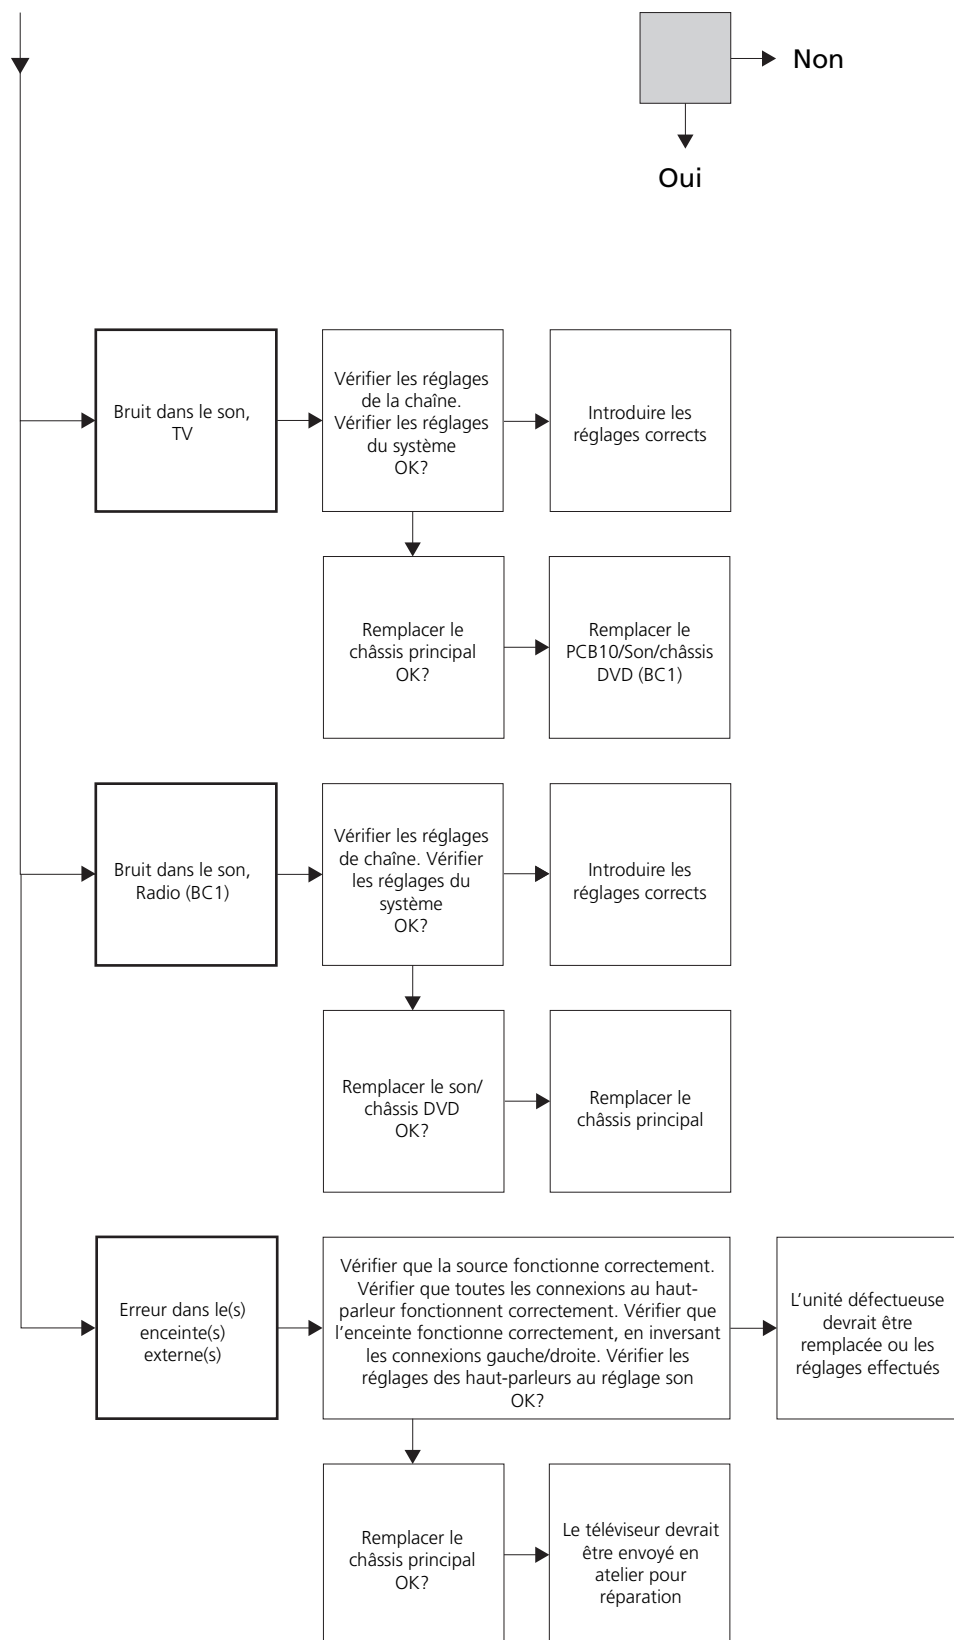 Non
Oui
Bruit dans le son,
TV
Vérifier les réglages
de la chaîne.
Vérifier les réglages
du système
OK?
Introduire les
réglages corrects
Remplacer le
châssis principal
OK?
Remplacer le
PCB10/Son/châssis
DVD (BC1)
Bruit dans le son,
Radio (BC1)
Vérifier les réglages
de chaîne. Vérifier
les réglages du
système
OK?
Introduire les
réglages corrects
Remplacer le son/
châssis DVD
OK?
Remplacer le
châssis principal
Erreur dans le(s)
enceinte(s)
externe(s)
Vérifier que la source fonctionne correctement.
Vérifier que toutes les connexions au haut-
parleur fonctionnent correctement. Vérifier que
l'enceinte fonctionne correctement, en inversant
les connexions gauche/droite. Vérifier les
réglages des haut-parleurs au réglage son
OK?
L'unité défectueuse
devrait être
remplacée ou les
réglages effectués
Remplacer le
châssis principal
OK?
Le téléviseur devrait
être envoyé en
atelier pour
réparation